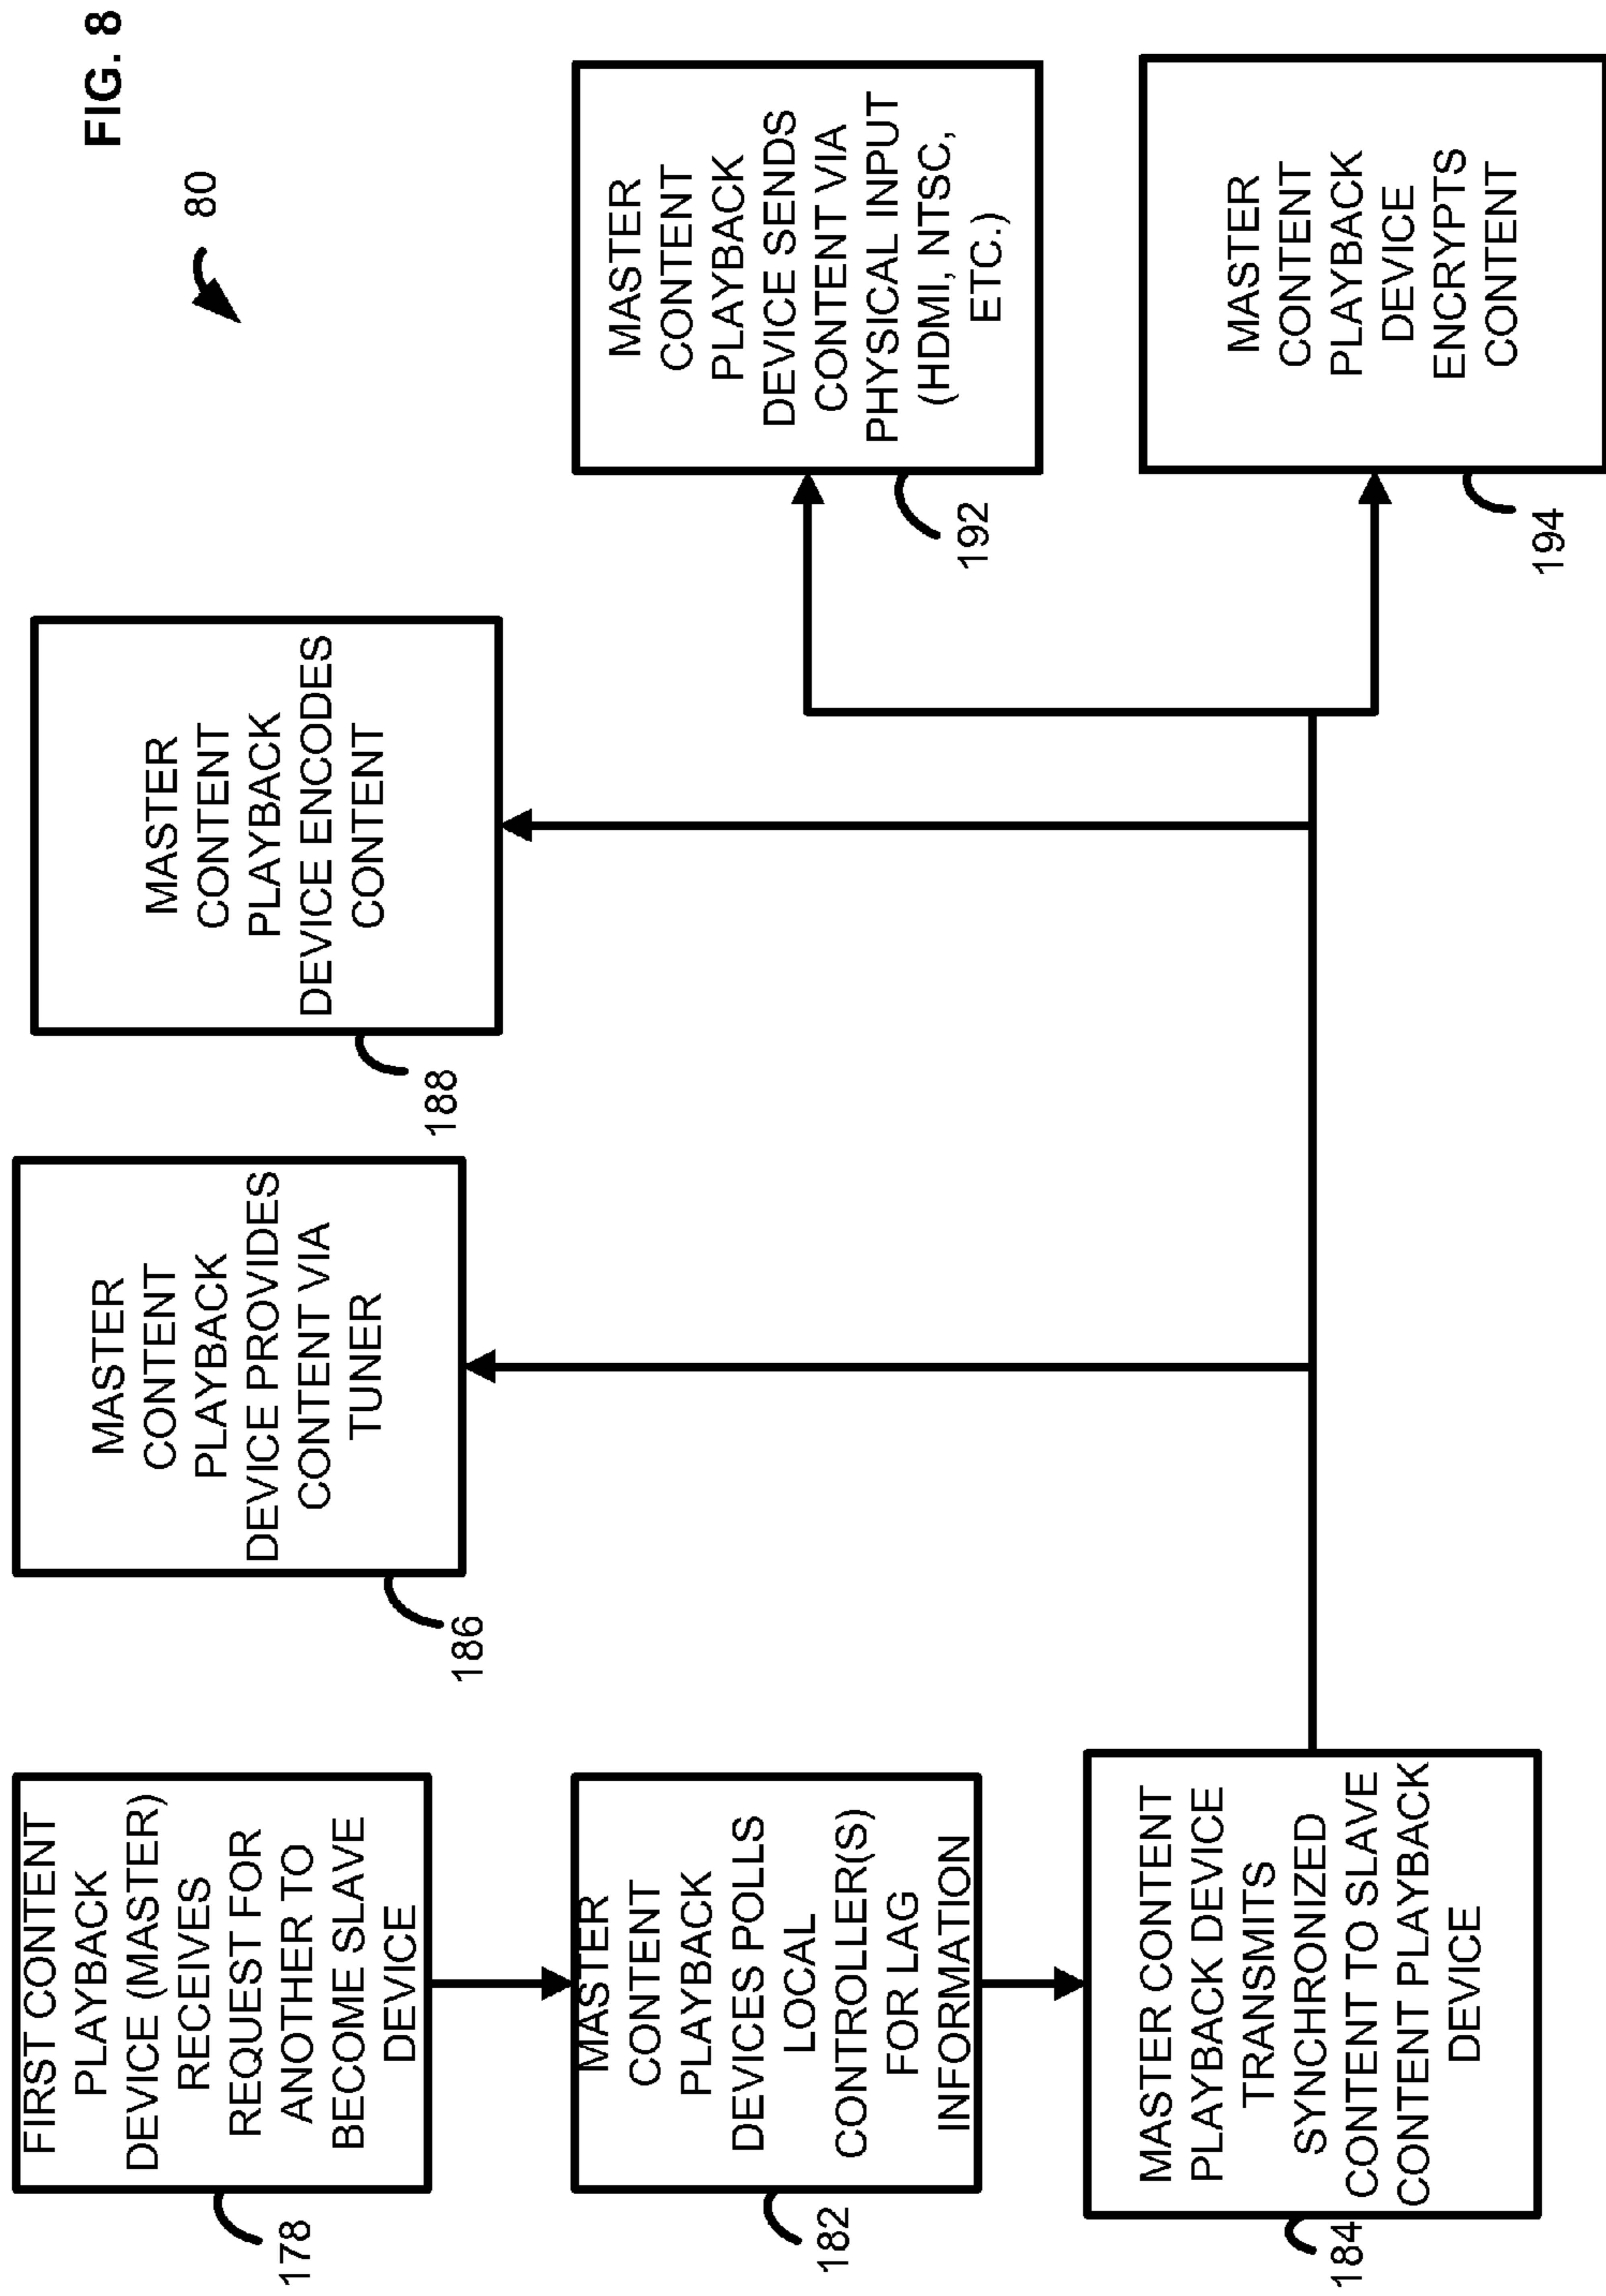 FIG. 8
80
FIRST CONTENT
PLAYBACK
DEVICE (MASTER)
RECEIVES
REQUEST FOR
ANOTHER TO
BECOME SLAVE
DEVICE
178
MASTER
CONTENT
PLAYBACK
DEVICES POLLS
LOCAL
CONTROLLER(S)
FOR LAG
INFORMATION
182
MASTER CONTENT
PLAYBACK DEVICE
TRANSMITS
SYNCHRONIZED
CONTENT TO SLAVE
CONTENT PLAYBACK
DEVICE
184
MASTER
CONTENT
PLAYBACK
DEVICE PROVIDES
CONTENT VIA
TUNER
186
MASTER
CONTENT
PLAYBACK
DEVICE ENCODES
CONTENT
188
MASTER
CONTENT
PLAYBACK
DEVICE SENDS
CONTENT VIA
PHYSICAL INPUT
(HDMI, NTSC,
ETC.)
192
MASTER
CONTENT
PLAYBACK
DEVICE
ENCRYPTS
CONTENT
194